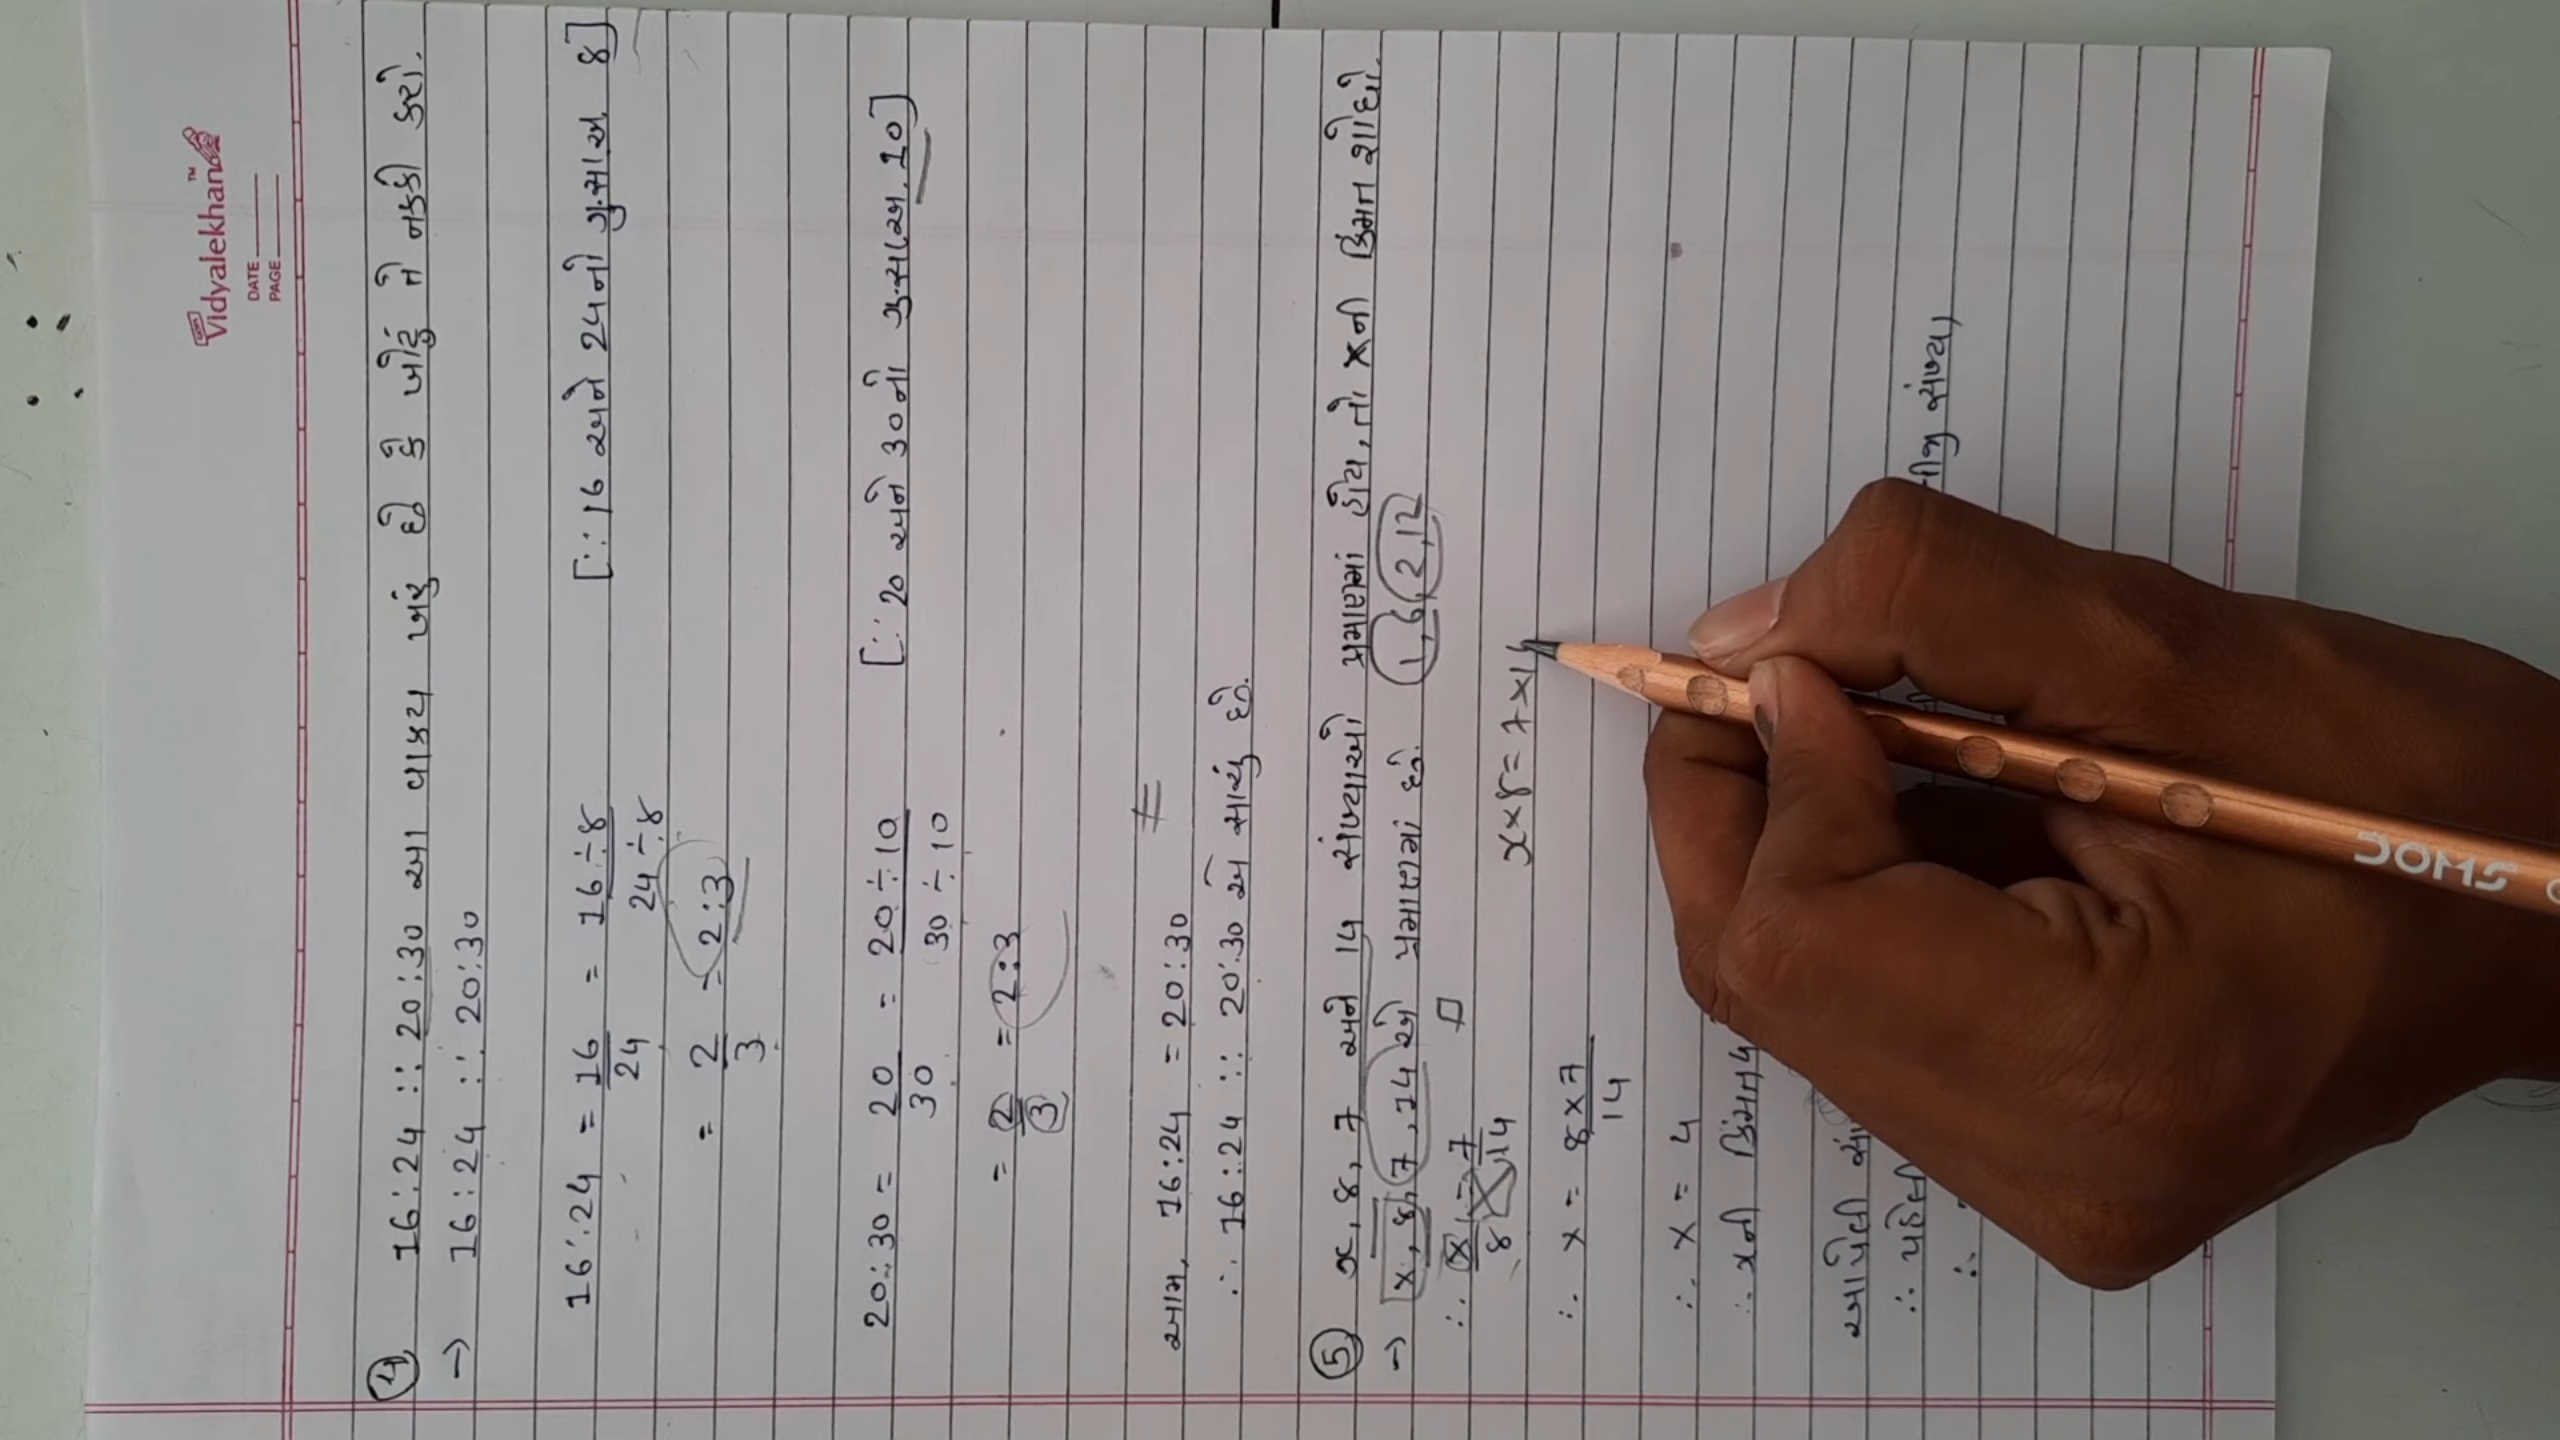 Vidyalekhan™
DATE
PAGE
④ 16:24 :: 20:30 આ વાક્ય ખરું છે કે ખોટું તે નક્કી કરો.
→ 16:24 :: 20:30
16:24 = 16/24 = 16÷8/24÷8 [∵ 16 અને 24નો ગુ.સા.અ 8]
= 2/3 = 2:3
20:30 = 20/30 = 20÷10/30÷10 [∵ 20 અને 30નો ગુ.સા.અ. 10]
= 2/3 = 2:3
આમ, 16:24 = 20:30
∴ 16:24 :: 20:30 એ સાચું છે.
⑤ x, 8, 7 અને 14 સંખ્યાઓ પ્રમાણમાં હોય, તો xની કિંમત શોધો.
→ x, 8, 7, 14 એ પ્રમાણમાં છે. 1, 6, 2, 12
∴ x/8 = 7/14
x×8=7×1
∴ x = 8×7/14
∴ x = 4
∴ xની કિંમત 4
આપેલી
∴ પહેલી સંખ્યા
∴